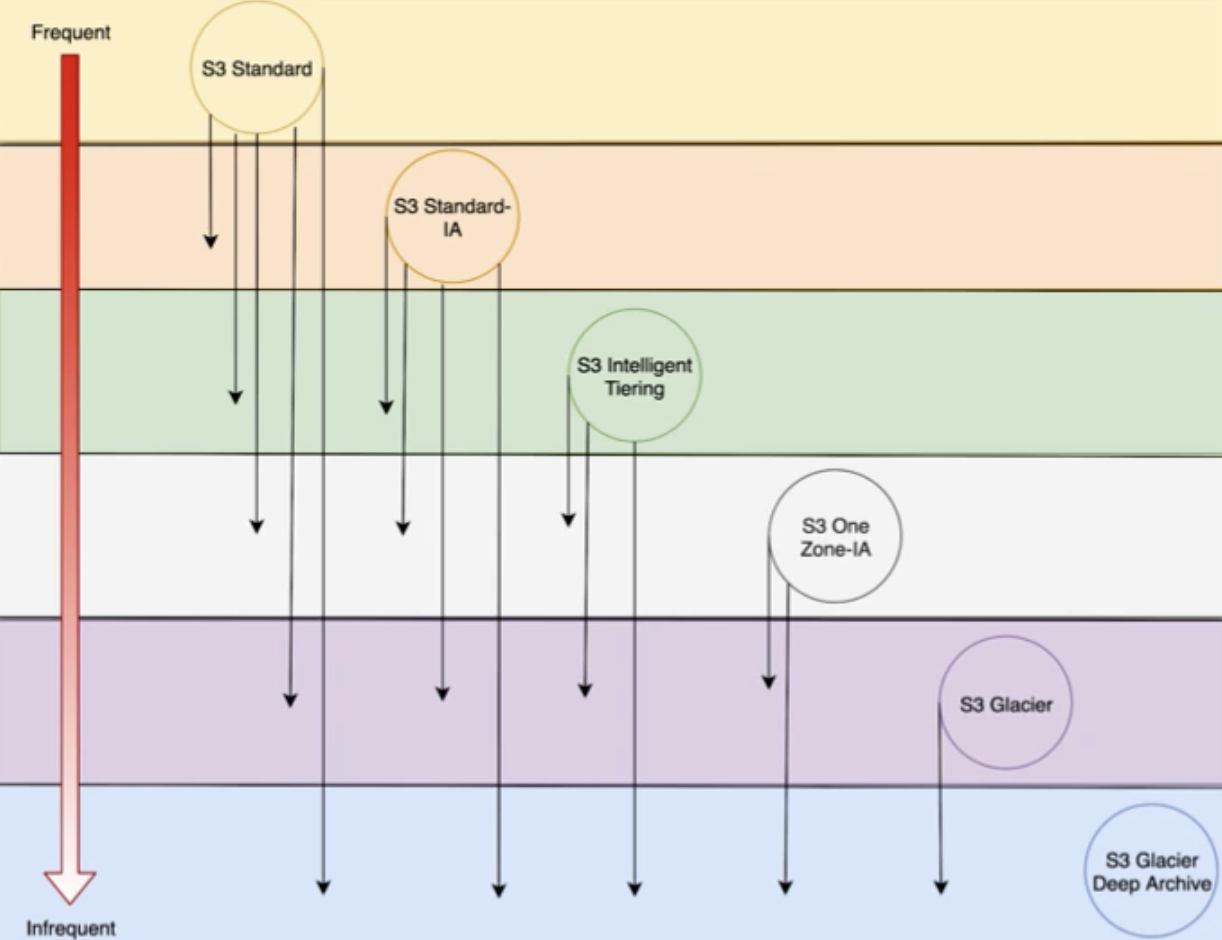 Frequent
S3 Standard
S3 Standard-
IA
S3 Intelligent
Tiering
S3 One
Zone-IA
S3 Glacier
S3 Glacier
Deep Archive
Infrequent